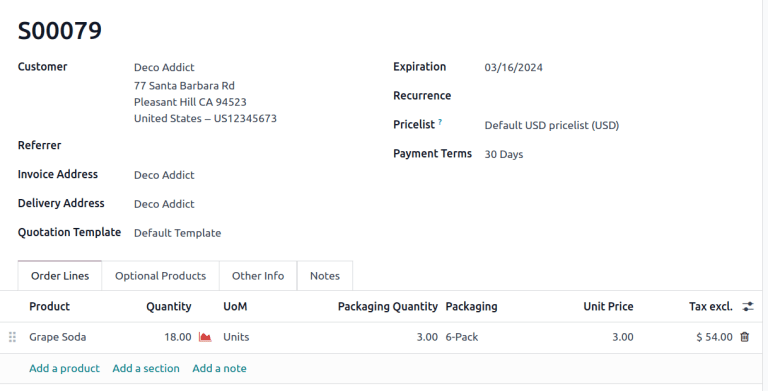 S00079
Customer Deco Addict
77 Santa Barbara Rd
Pleasant Hill CA 94523
United States – US12345673
Expiration 03/16/2024
Recurrence
Pricelist ? Default USD pricelist (USD)
Payment Terms 30 Days
Referrer
Invoice Address Deco Addict
Delivery Address Deco Addict
Quotation Template Default Template
Order Lines Optional Products Other Info Notes
Product Quantity UoM Packaging Quantity Packaging Unit Price Tax excl.
Grape Soda 18.00 Units 3.00 6-Pack 3.00 $ 54.00
Add a product Add a section Add a note